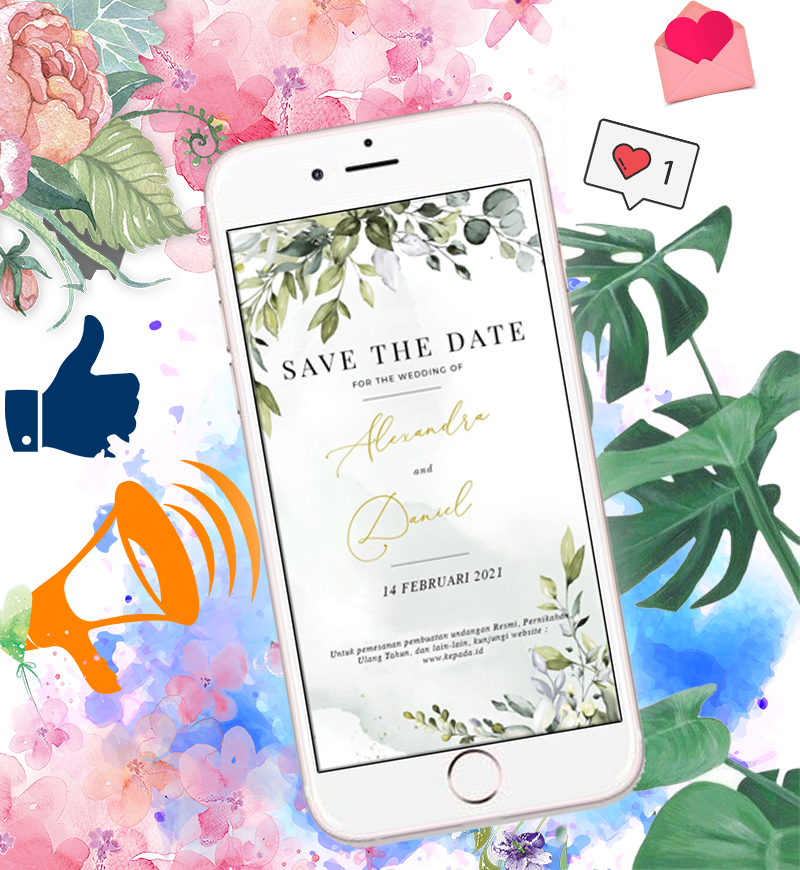 1
SAVE THE DATE
FOR THE WEDDING OF
Alexandra
and
Daniel
14 FEBRUARI 2021
Untuk pemesanan pembuatan undangan Resmi, Pernikahan
Ulang Tahun, dan lain-lain, kunjungi website :
www.kepada.id